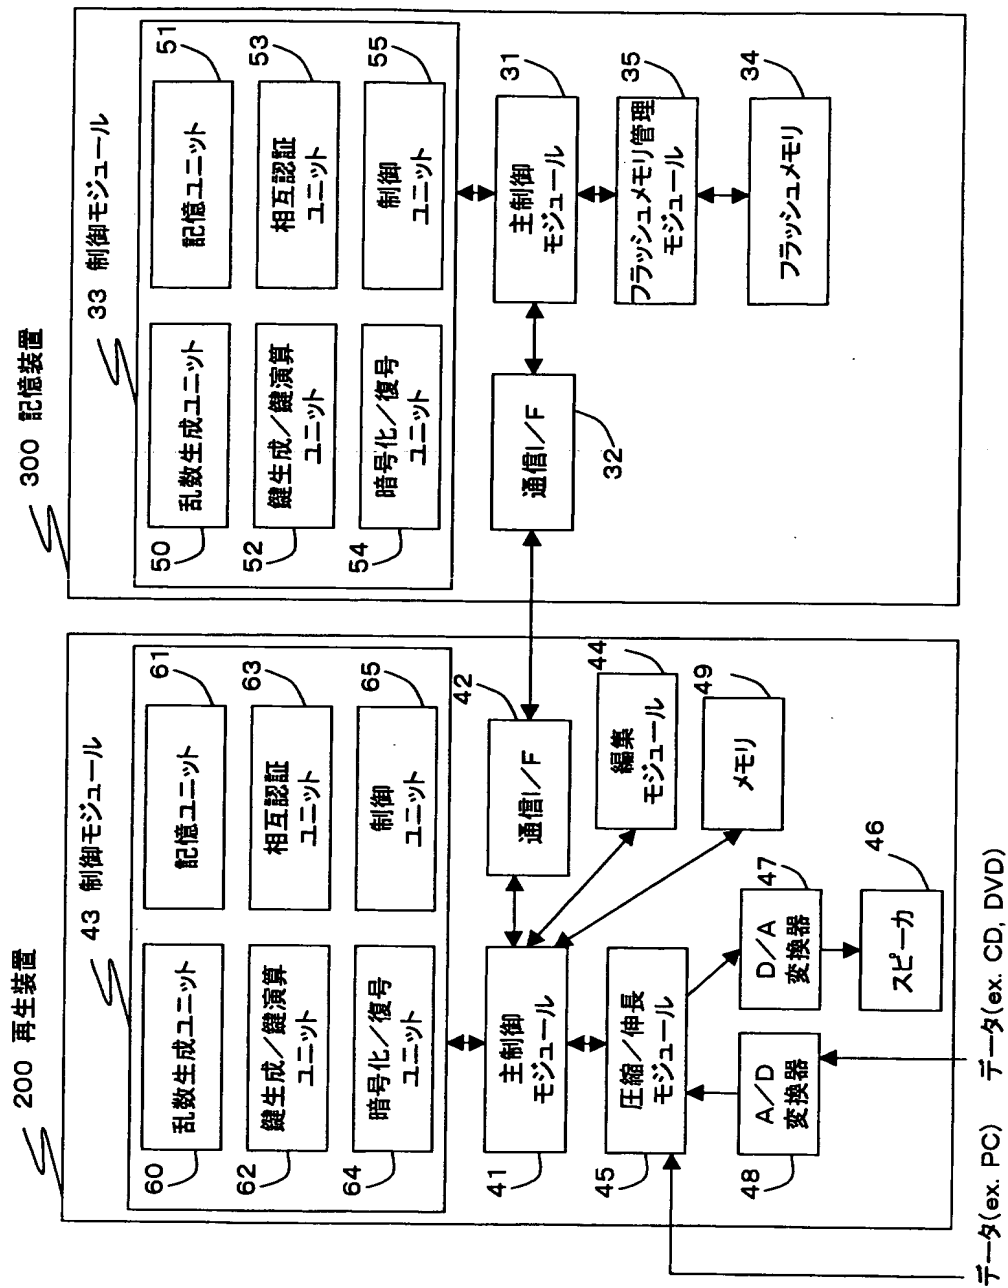 200 再生装置
43 制御モジュール
60
乱数生成ユニット
61
記憶ユニット
62
鍵生成／鍵演算
ユニット
63
相互認証
ユニット
64
暗号化／復号
ユニット
65
制御
ユニット
41
主制御
モジュール
42
通信I／F
44
編集
モジュール
49
メモリ
45
圧縮／伸長
モジュール
47
D／A
変換器
48
A／D
変換器
46
スピーカ
データ(ex. PC)
データ(ex. CD, DVD)
300 記憶装置
33 制御モジュール
50
乱数生成ユニット
51
記憶ユニット
52
鍵生成／鍵演算
ユニット
53
相互認証
ユニット
54
暗号化／復号
ユニット
55
制御
ユニット
31
主制御
モジュール
32
通信I／F
35
フラッシュメモリ管理
モジュール
34
フラッシュメモリ